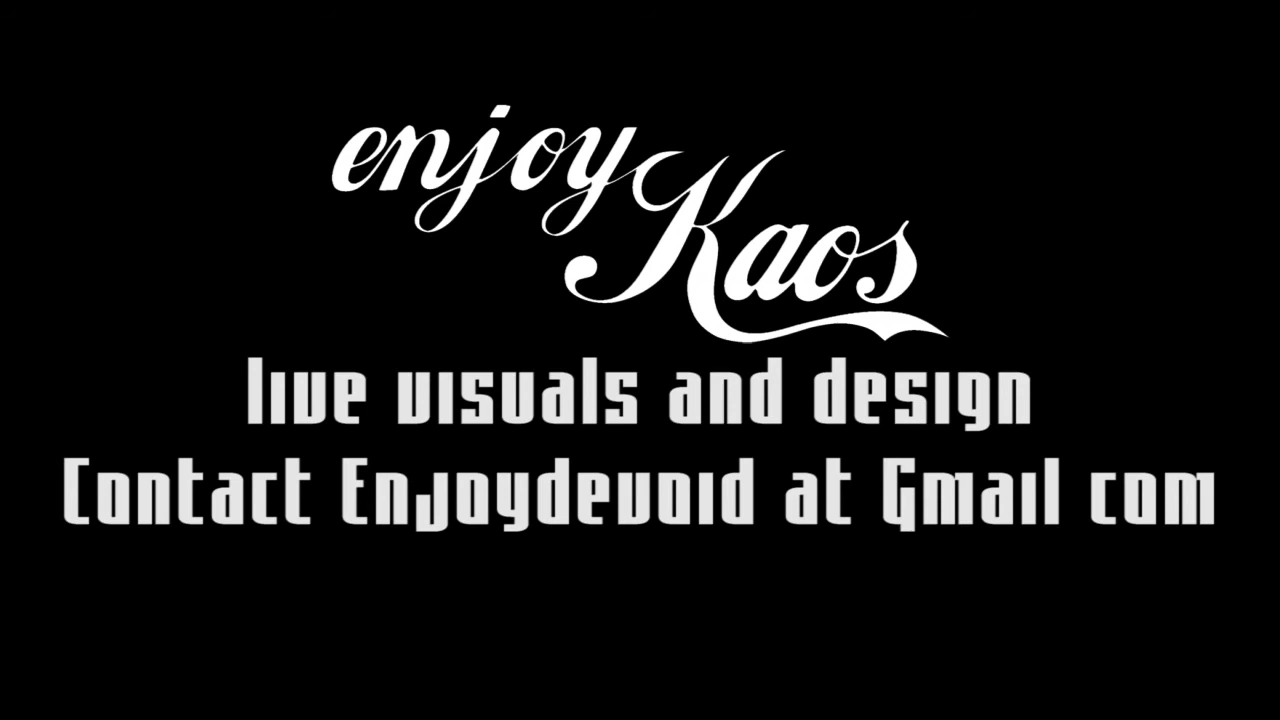 enjoy Kaos
live visuals and design
Contact Enjoydevoid at Gmail com